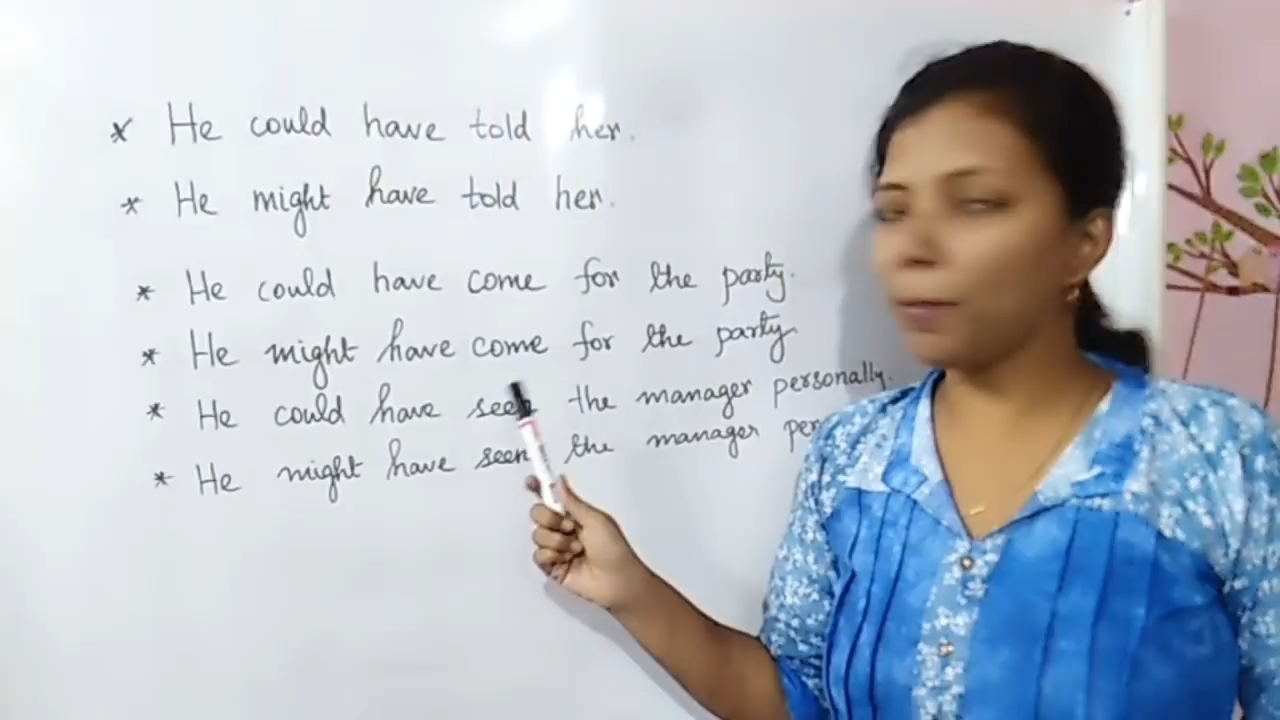 * He could have told her.
* He might have told her.
* He could have come for the party.
* He might have come for the party.
* He could have seen the manager personally.
* He might have seen the manager